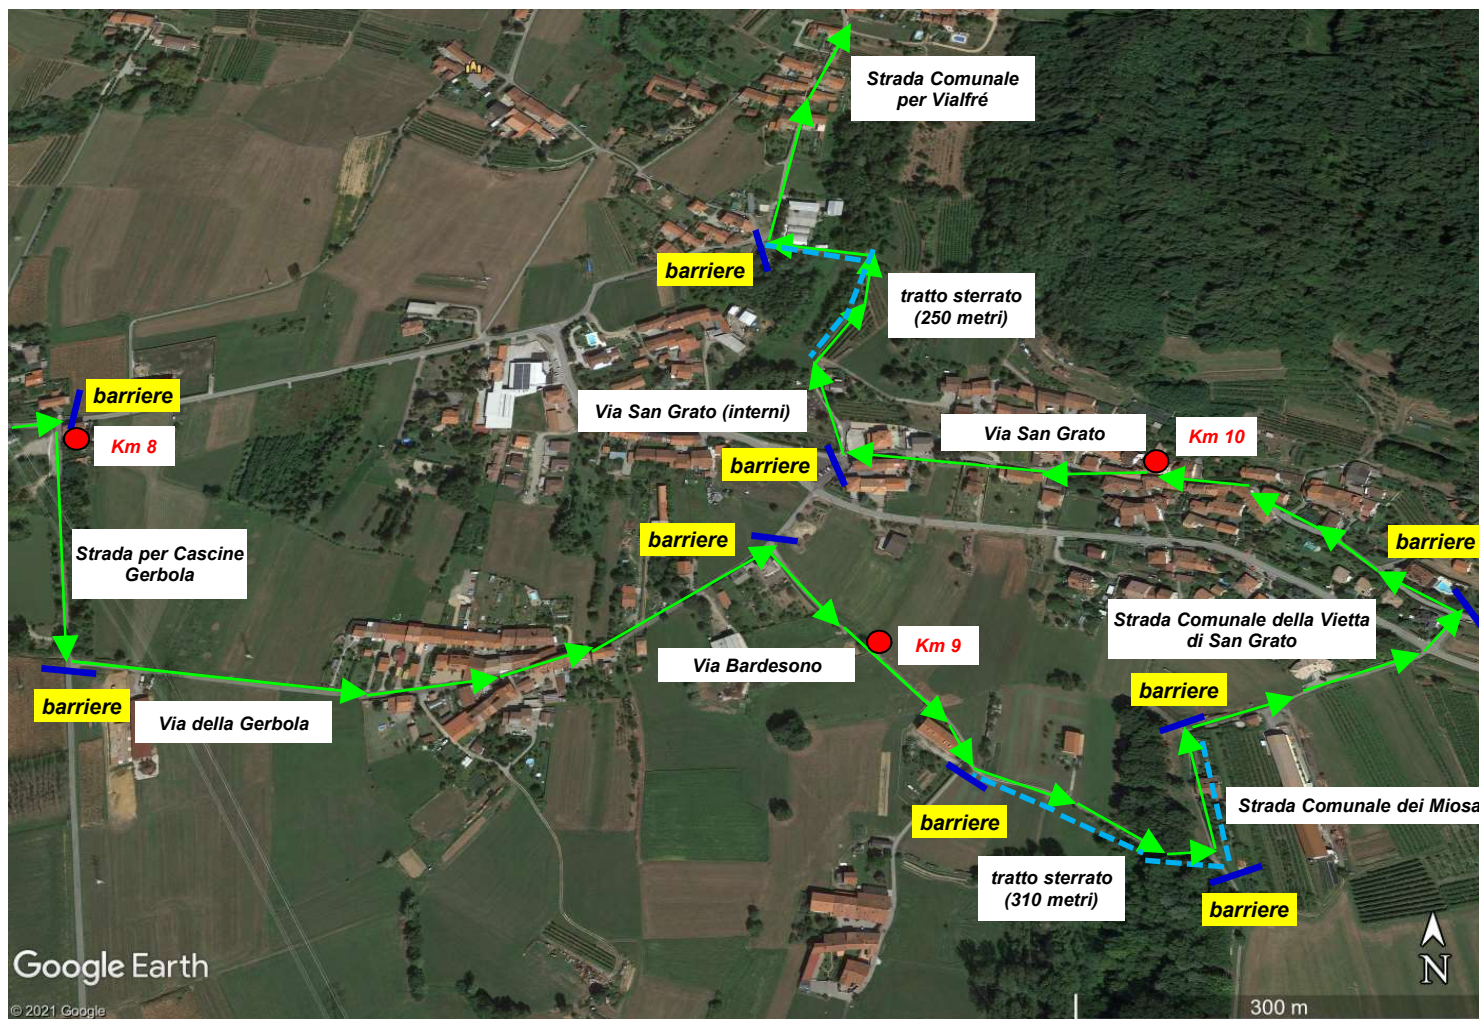 Strada Comunale
per Vialfré
barriere
tratto sterrato
(250 metri)
barriere
Km 8
Via San Grato (interni)
Via San Grato
Km 10
barriere
barriere
barriere
Strada per Cascine
Gerbola
Strada Comunale della Vietta
di San Grato
Km 9
Via Bardesono
barriere
barriere
Via della Gerbola
Strada Comunale dei Miosa
barriere
tratto sterrato
(310 metri)
barriere
Google Earth
N
© 2021 Google
300 m